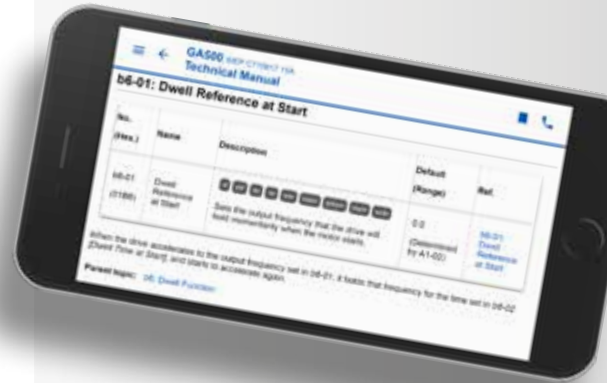 GA500
Technical Manual
b6-01: Dwell Reference at Start
No.
(Hex.)
Name
Description
Default
(Range)
Ref.
b6-01
Dwell
Reference
at Start
Sets the output frequency that the drive will
hold momentarily when the motor starts.
0.0
(Determined
by A1-02)
b6-01
Dwell
Reference
at Start
When the drive accelerates to the output frequency set in b6-01, it holds that frequency for the time set in b6-02
[Dwell Time at Start], and starts to accelerate again.
Parent topic: b6: Dwell Function